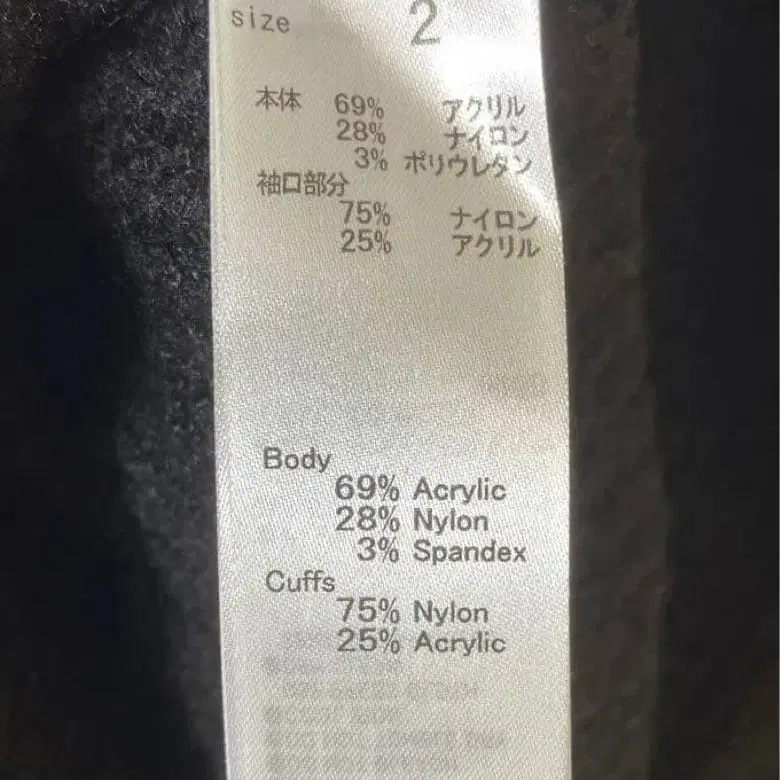 size 2
本体 69% アクリル
28% ナイロン
3% ポリウレタン
袖口部分
75% ナイロン
25% アクリル
Body
69% Acrylic
28% Nylon
3% Spandex
Cuffs
75% Nylon
25% Acrylic